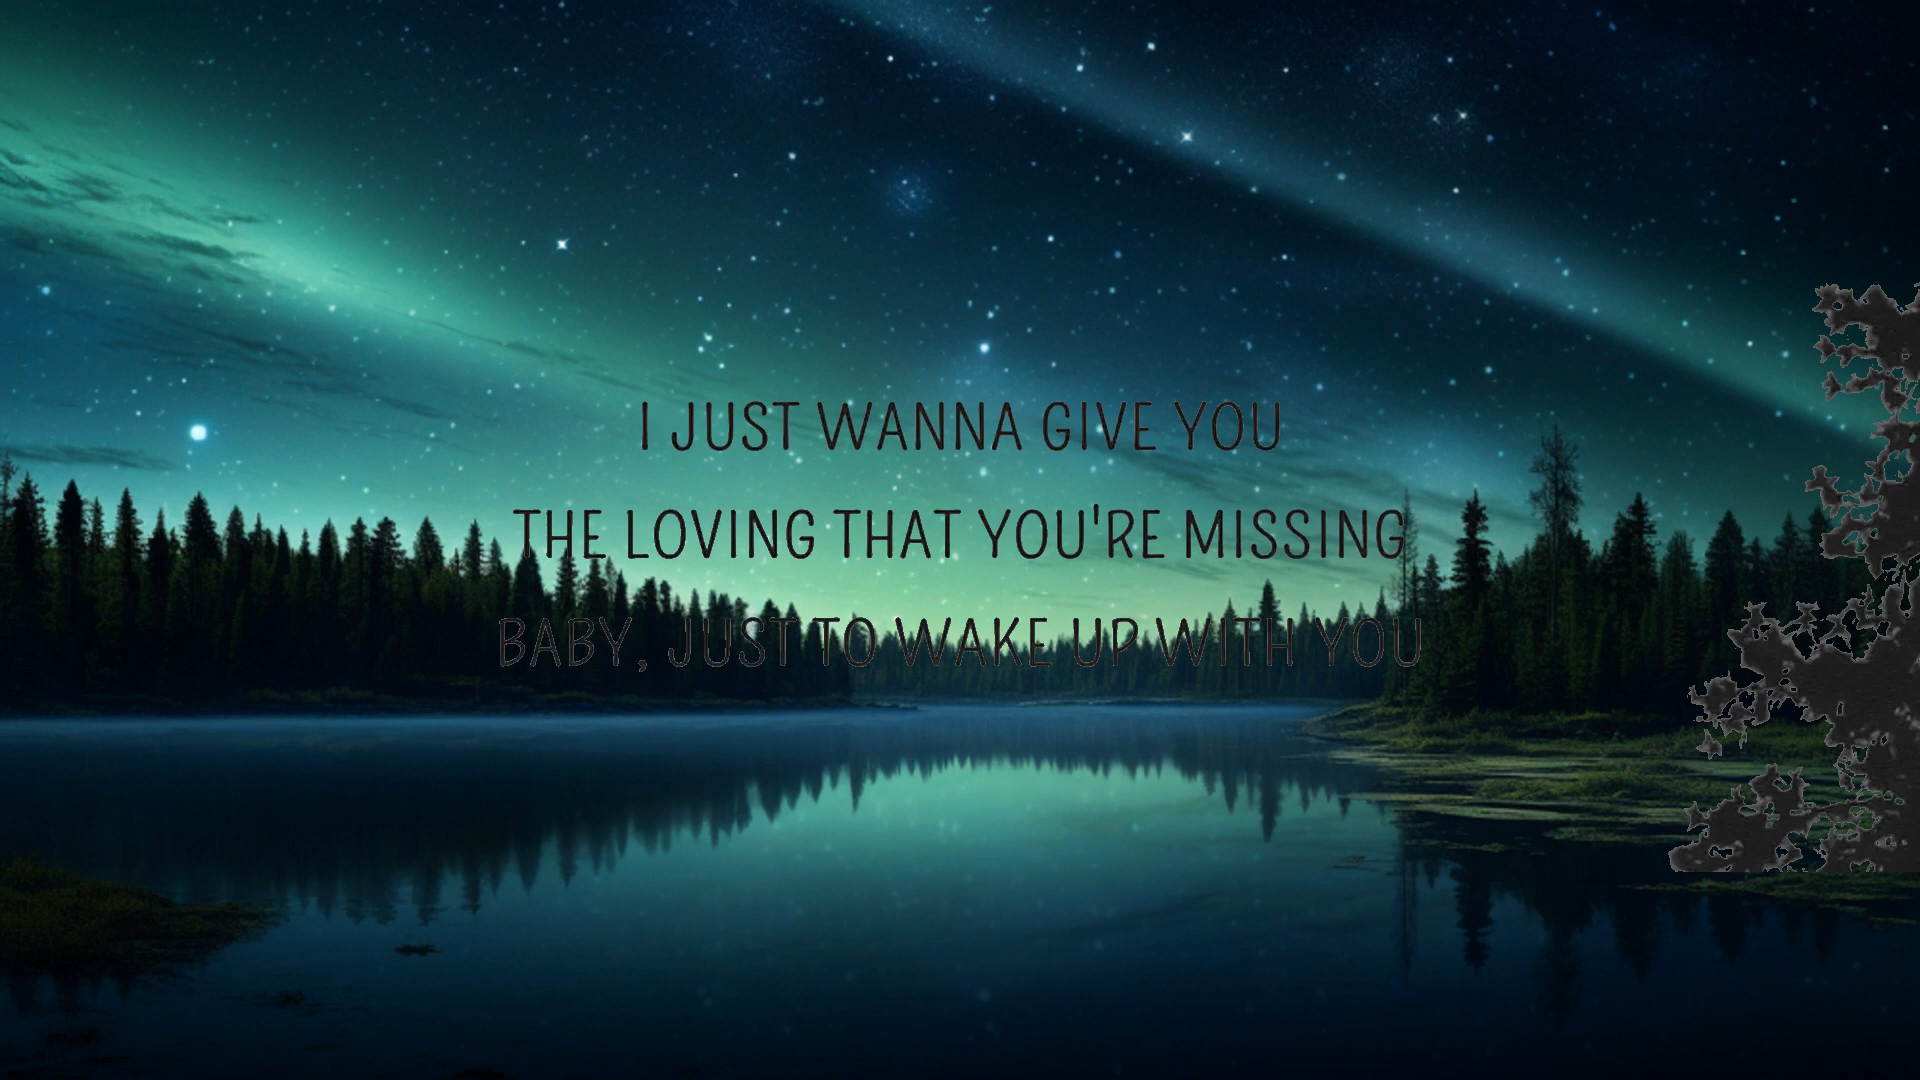 I JUST WANNA GIVE YOU
THE LOVING THAT YOU'RE MISSING
BABY, JUST TO WAKE UP WITH YOU